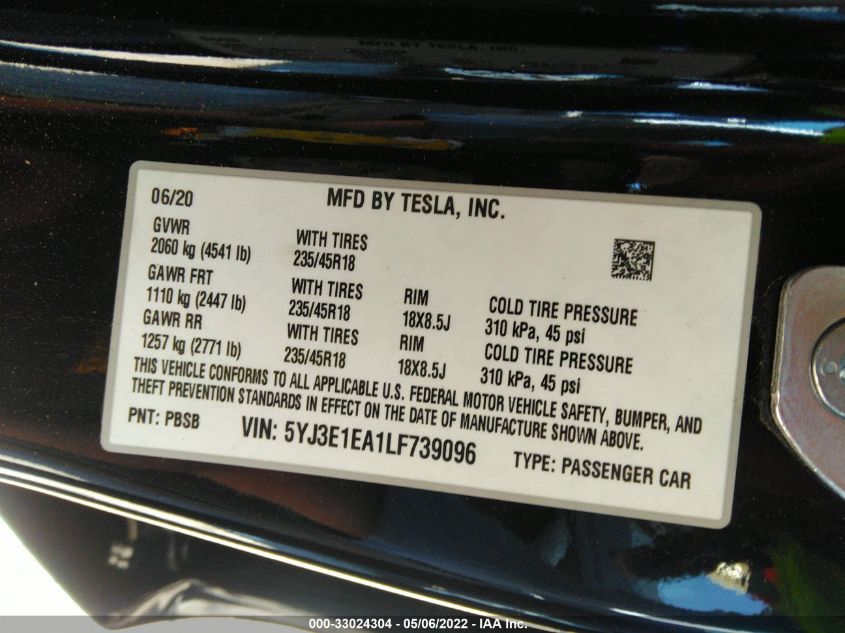 06/20 MFD BY TESLA, INC.
GVWR
2060 kg (4541 lb) WITH TIRES 235/45R18
GAWR FRT
1110 kg (2447 lb) WITH TIRES 235/45R18 RIM 18X8.5J COLD TIRE PRESSURE 310 kPa, 45 psi
GAWR RR
1257 kg (2771 lb) WITH TIRES 235/45R18 RIM 18X8.5J COLD TIRE PRESSURE 310 kPa, 45 psi
THIS VEHICLE CONFORMS TO ALL APPLICABLE U.S. FEDERAL MOTOR VEHICLE SAFETY, BUMPER, AND
THEFT PREVENTION STANDARDS IN EFFECT ON THE DATE OF MANUFACTURE SHOWN ABOVE.
PNT: PBSB VIN: 5YJ3E1EA1LF739096 TYPE: PASSENGER CAR
000-33024304 - 05/06/2022 - IAA Inc.